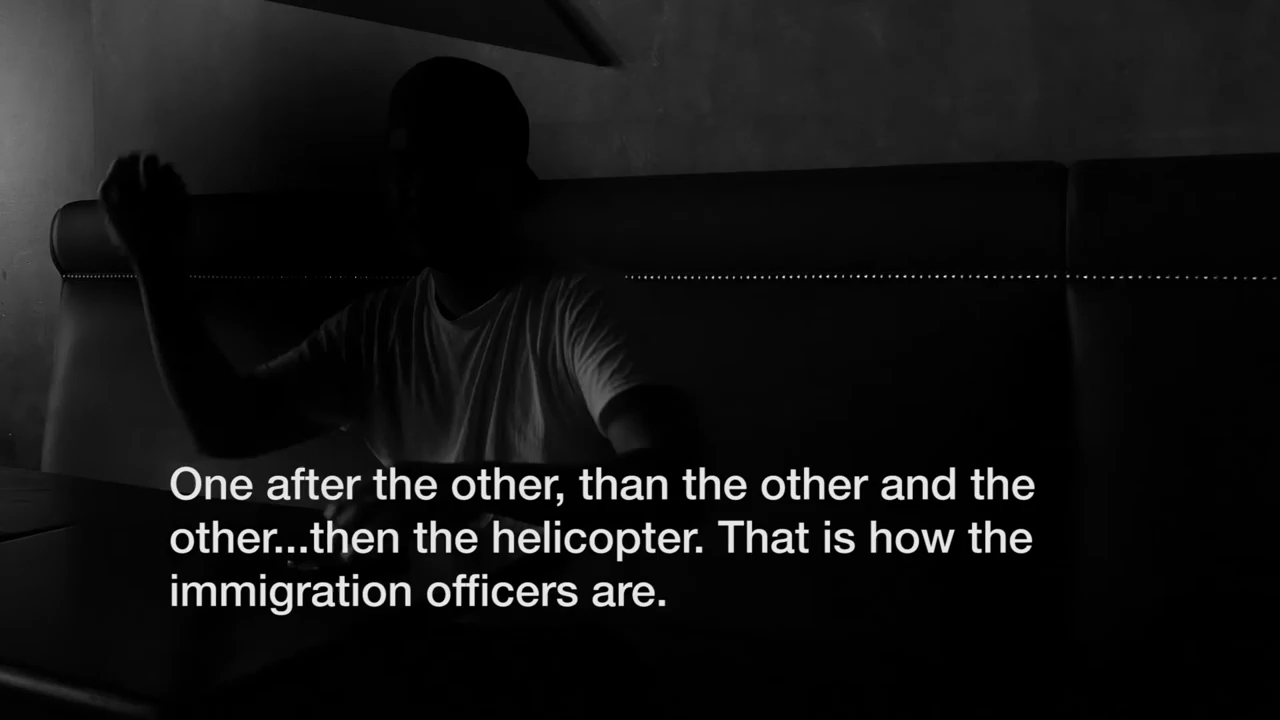 One after the other, than the other and the
other...then the helicopter. That is how the
immigration officers are.